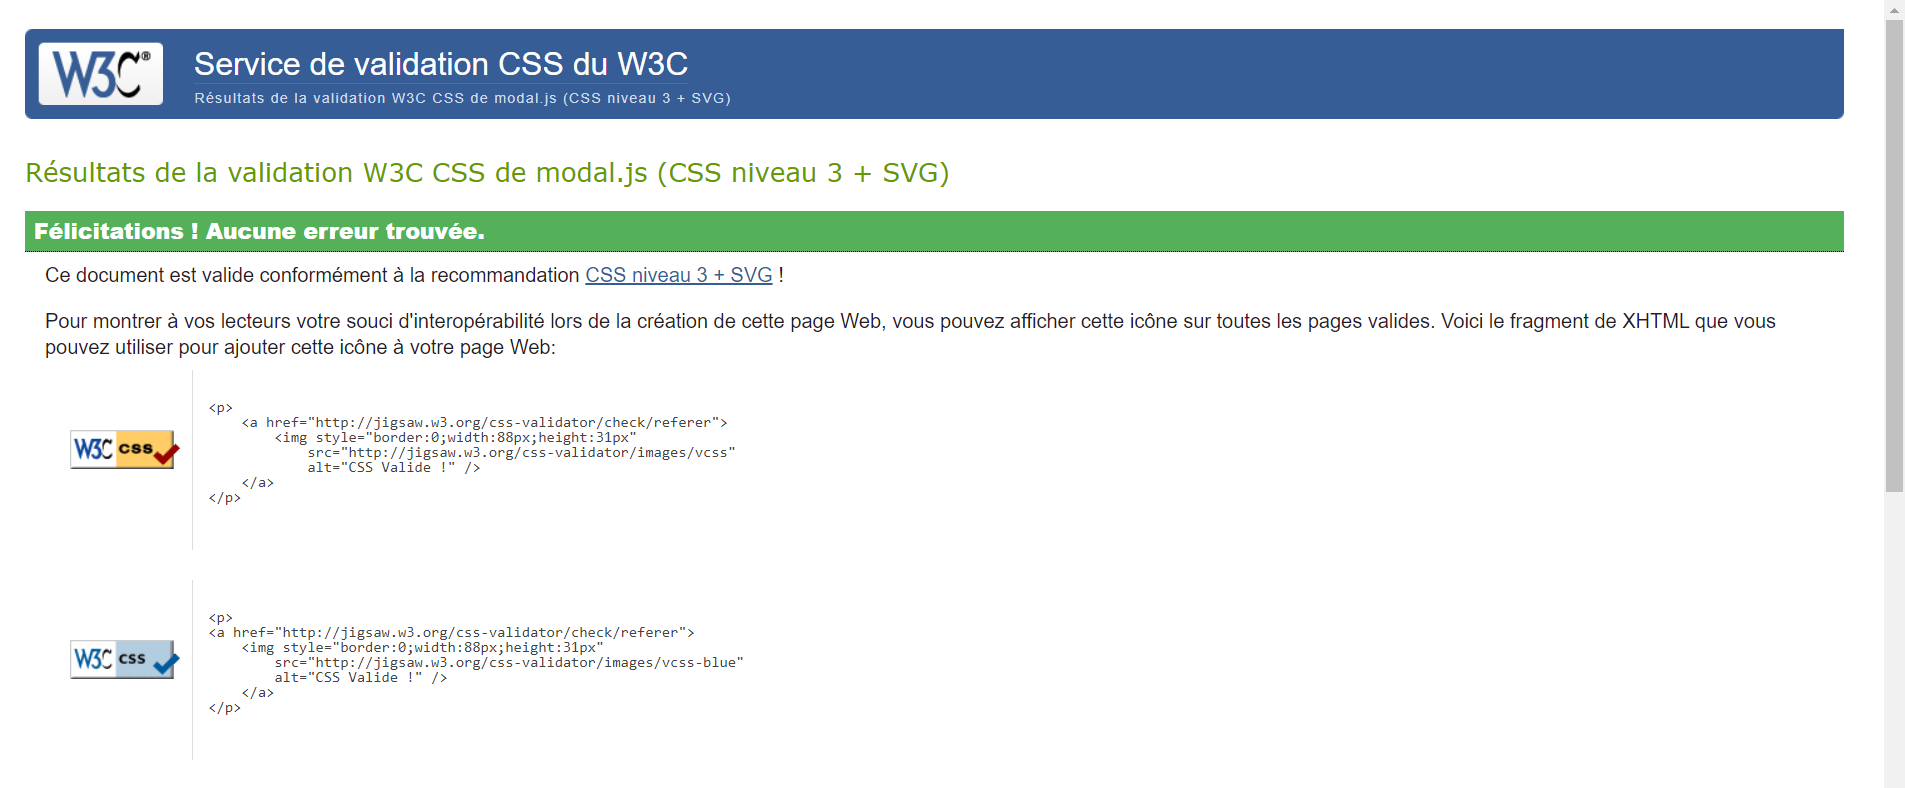 W3C®
Service de validation CSS du W3C
Résultats de la validation W3C CSS de modal.js (CSS niveau 3 + SVG)
Résultats de la validation W3C CSS de modal.js (CSS niveau 3 + SVG)
Félicitations ! Aucune erreur trouvée.
Ce document est valide conformément à la recommandation CSS niveau 3 + SVG !
Pour montrer à vos lecteurs votre souci d'interopérabilité lors de la création de cette page Web, vous pouvez afficher cette icône sur toutes les pages valides. Voici le fragment de XHTML que vous
pouvez utiliser pour ajouter cette icône à votre page Web:
W3C css
<p>
<a href="http://jigsaw.w3.org/css-validator/check/referer">
<img style="border:0;width:88px;height:31px"
src="http://jigsaw.w3.org/css-validator/images/vcss"
alt="CSS Valide !" />
</a>
</p>
W3C css
<p>
<a href="http://jigsaw.w3.org/css-validator/check/referer">
<img style="border:0;width:88px;height:31px"
src="http://jigsaw.w3.org/css-validator/images/vcss-blue"
alt="CSS Valide !" />
</a>
</p>